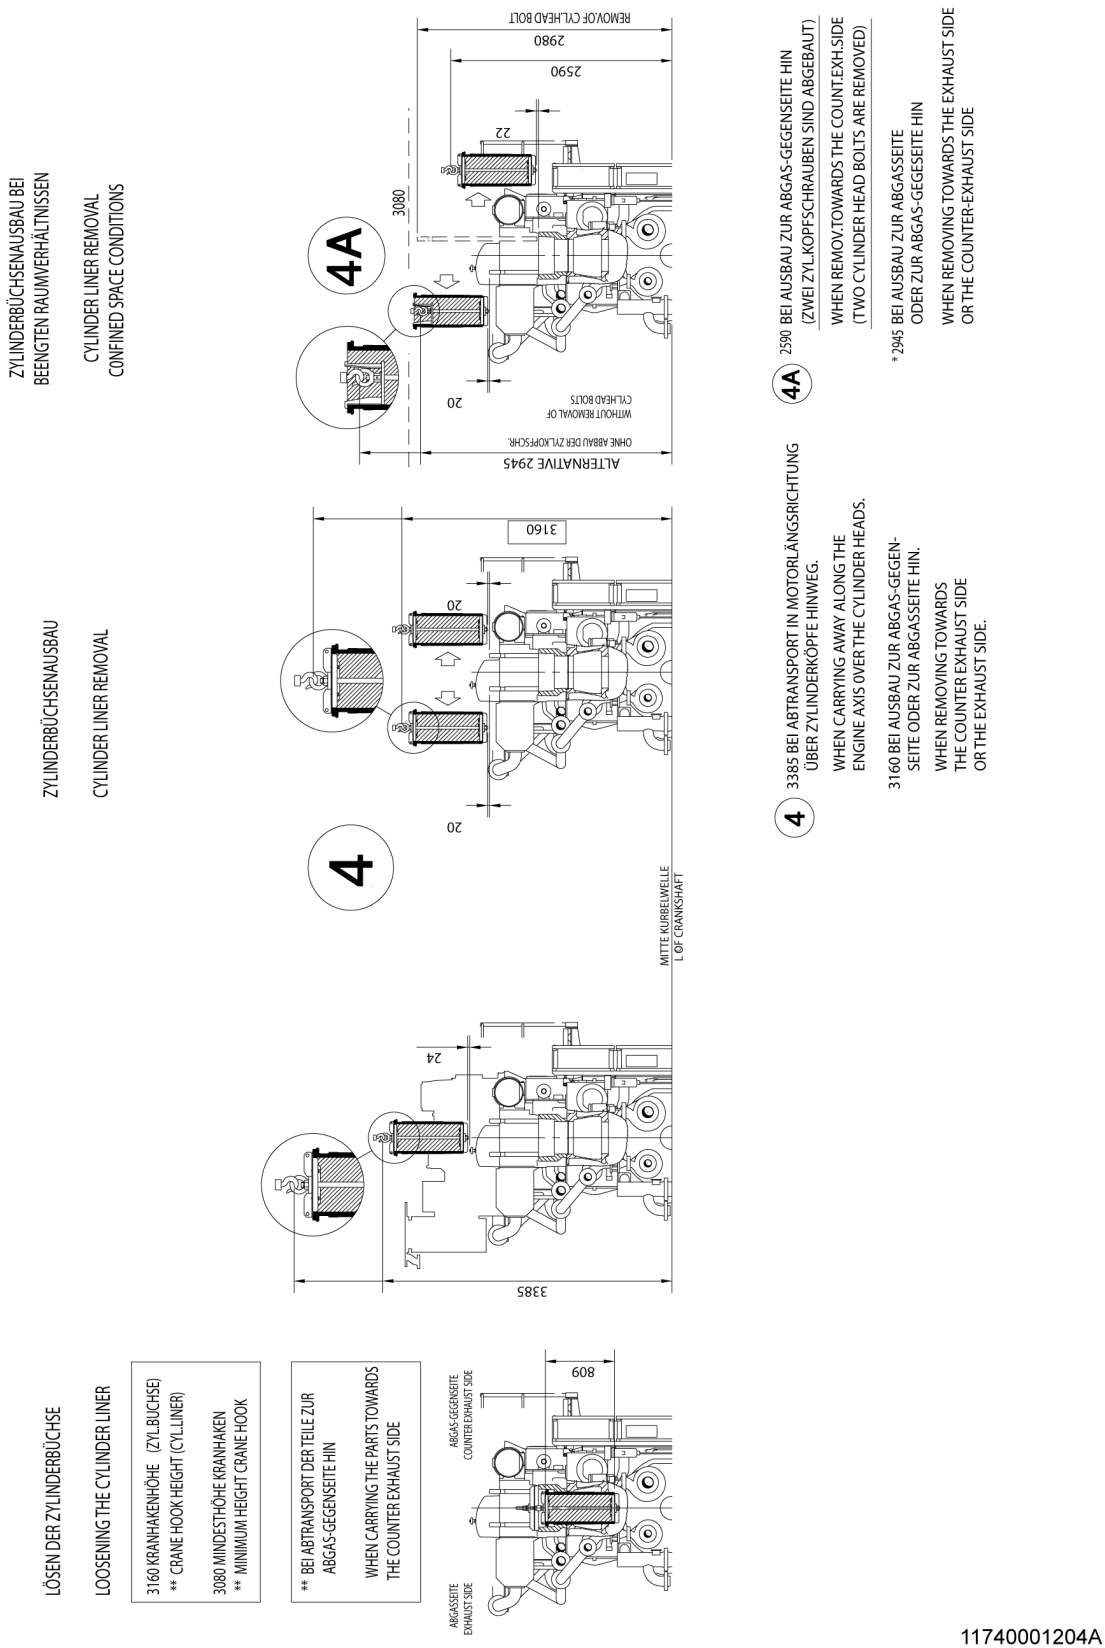 LÖSEN DER ZYLINDERBÜCHSE
LOOSENING THE CYLINDER LINER
3160 KRANHAKENHÖHE (ZYL.BUCHSE)
** CRANE HOOK HEIGHT (CYL.LINER)
3080 MINDESTHÖHE KRANHAKEN
** MINIMUM HEIGHT CRANE HOOK
** BEI ABTRANSPORT DER TEILE ZUR
ABGAS-GEGENSEITE HIN
WHEN CARRYING THE PARTS TOWARDS
THE COUNTER EXHAUST SIDE
ABGASSEITE
EXHAUST SIDE
ABGAS-GEGENSEITE
COUNTER EXHAUST SIDE
809
ZYLINDERBÜCHSENAUSBAU
CYLINDER LINER REMOVAL
3385
24
4
20
20
3160
MITTE KURBELWELLE
L OF CRANKSHAFT
ZYLINDERBÜCHSENAUSBAU BEI
BEENGTEN RAUMVERHÄLTNISSEN
CYLINDER LINER REMOVAL
C0NFINED SPACE CONDITIONS
4A
3080
ALTERNATIVE 2945
OHNE ABBAU DER ZYL.KOPFSCHR.
WITHOUT REMOVAL OF
CYL.HEAD BOLTS
20
22
2590
2980
REMOV.OF CYL.HEAD BOLT
4
3385 BEI ABTRANSPORT IN MOTORLÄNGSRICHTUNG
ÜBER ZYLINDERKÖPFE HINWEG.
WHEN CARRYING AWAY ALONG THE
ENGINE AXIS 0VER THE CYLINDER HEADS.
3160 BEI AUSBAU ZUR ABGAS-GEGEN-
SEITE ODER ZUR ABGASSEITE HIN.
WHEN REMOVING TOWARDS
THE COUNTER EXHAUST SIDE
OR THE EXHAUST SIDE.
4A
2590 BEI AUSBAU ZUR ABGAS-GEGENSEITE HIN
(ZWEI ZYL.KOPFSCHRAUBEN SIND ABGEBAUT)
WHEN REMOV.TOWARDS THE COUNT.EXH.SIDE
(TWO CYLINDER HEAD BOLTS ARE REMOVED)
* 2945 BEI AUSBAU ZUR ABGASSEITE
ODER ZUR ABGAS-GEGESEITE HIN
WHEN REMOVING TOWARDS THE EXHAUST SIDE
OR THE COUNTER-EXHAUST SIDE
11740001204A